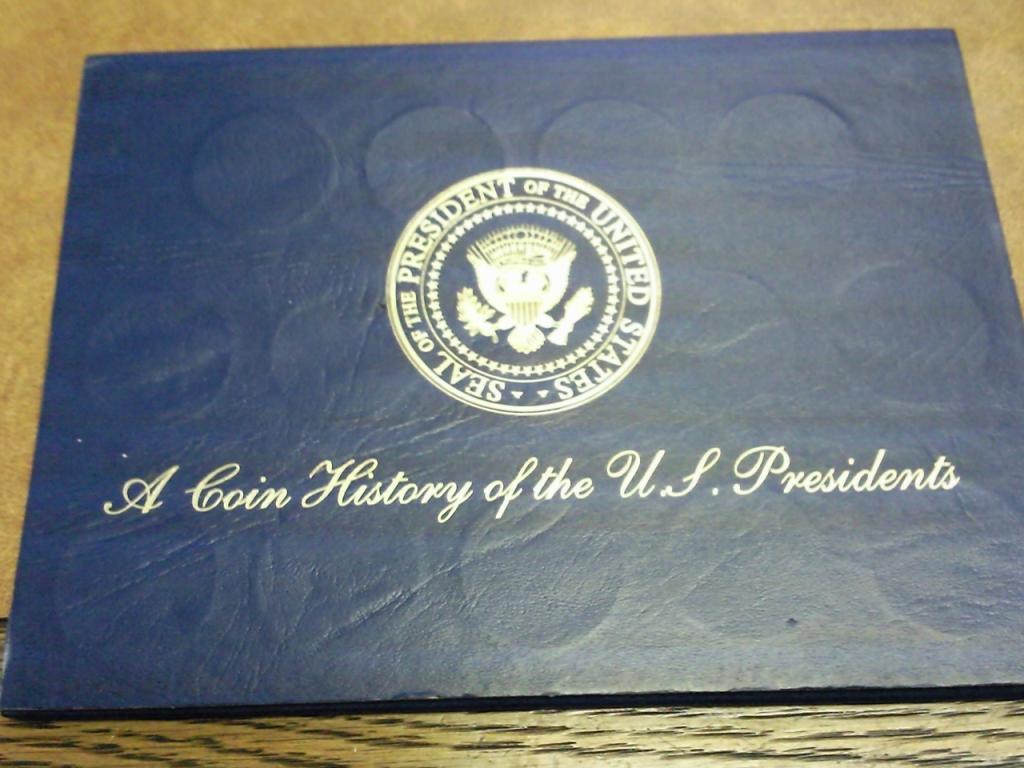 SEAL OF THE PRESIDENT OF THE UNITED STATES
A Coin History of the U.S. Presidents